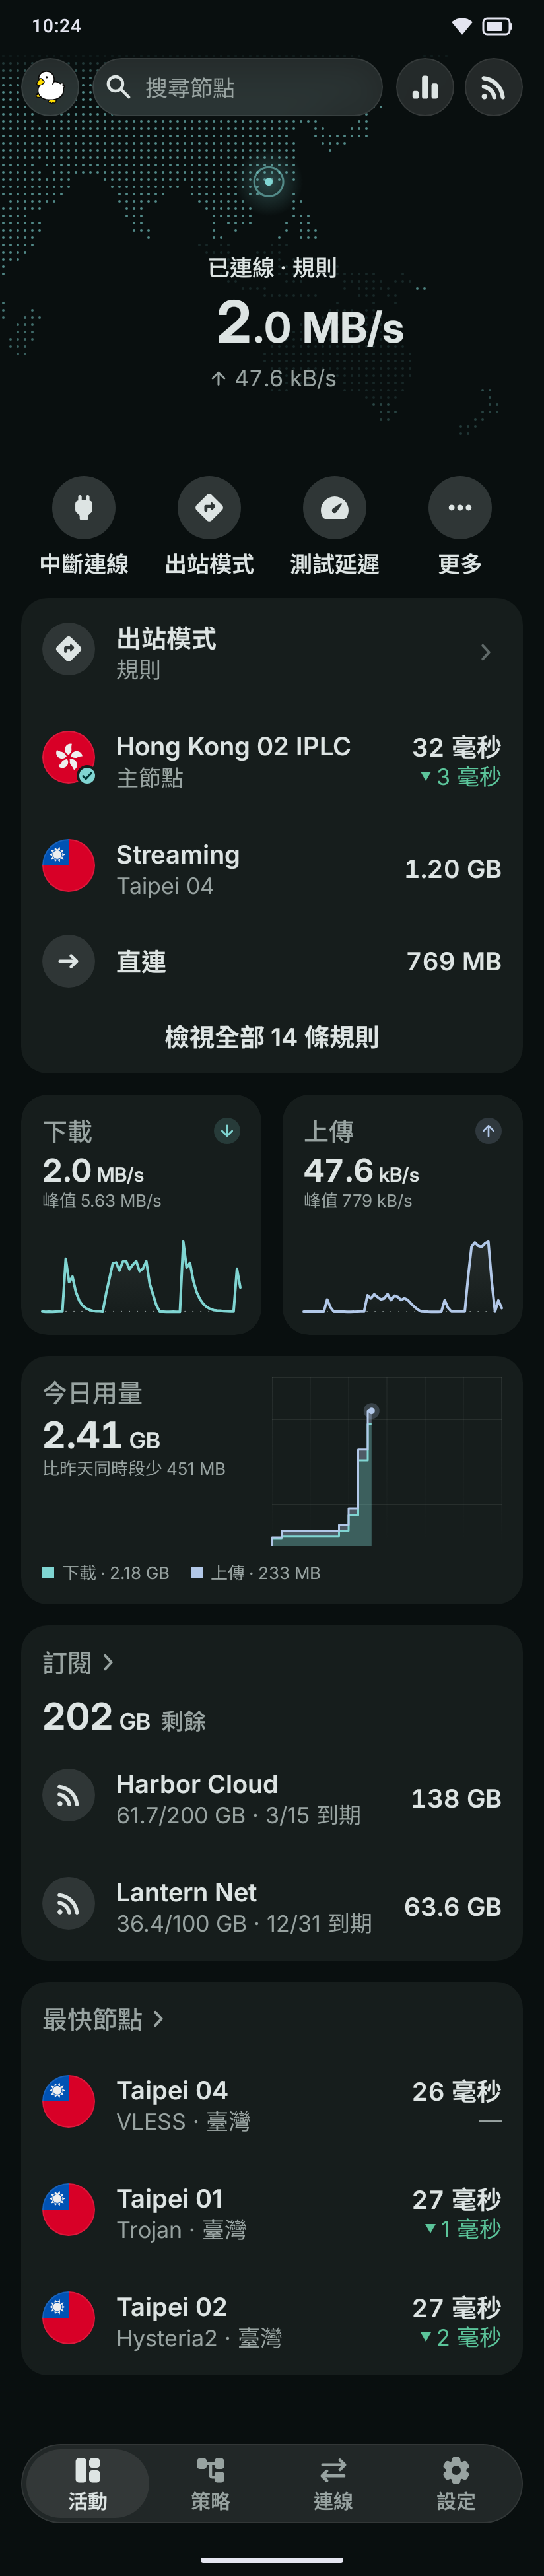 10:24
搜尋節點
已連線 · 規則
2.0 MB/s
↑ 47.6 kB/s
中斷連線 出站模式 測試延遲 更多
出站模式
規則
Hong Kong 02 IPLC 32 毫秒
主節點 ▼3 毫秒
Streaming
Taipei 04 1.20 GB
直連 769 MB
檢視全部 14 條規則
下載 上傳
2.0 MB/s 47.6 kB/s
峰值 5.63 MB/s 峰值 779 kB/s
今日用量
2.41 GB
比昨天同時段少 451 MB
下載 · 2.18 GB 上傳 · 233 MB
訂閱
202 GB 剩餘
Harbor Cloud 138 GB
61.7/200 GB · 3/15 到期
Lantern Net 63.6 GB
36.4/100 GB · 12/31 到期
最快節點
Taipei 04 26 毫秒
VLESS · 臺灣 —
Taipei 01 27 毫秒
Trojan · 臺灣 ▼1 毫秒
Taipei 02 27 毫秒
Hysteria2 · 臺灣 ▼2 毫秒
活動 策略 連線 設定